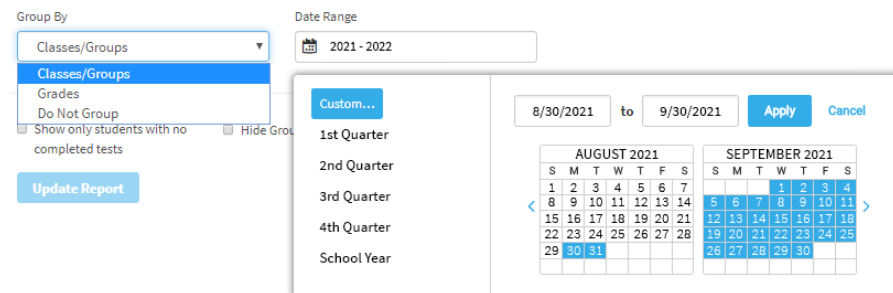 Group By
Classes/Groups
Classes/Groups
Grades
Do Not Group
Show only students with no
completed tests
Hide Grou
Update Report
Date Range
2021 - 2022
Custom...
1st Quarter
2nd Quarter
3rd Quarter
4th Quarter
School Year
8/30/2021 to 9/30/2021 Apply Cancel
AUGUST 2021
S M T W T F S
1 2 3 4 5 6 7
8 9 10 11 12 13 14
15 16 17 18 19 20 21
22 23 24 25 26 27 28
29 30 31
SEPTEMBER 2021
S M T W T F S
1 2 3 4
5 6 7 8 9 10 11
12 13 14 15 16 17 18
19 20 21 22 23 24 25
26 27 28 29 30